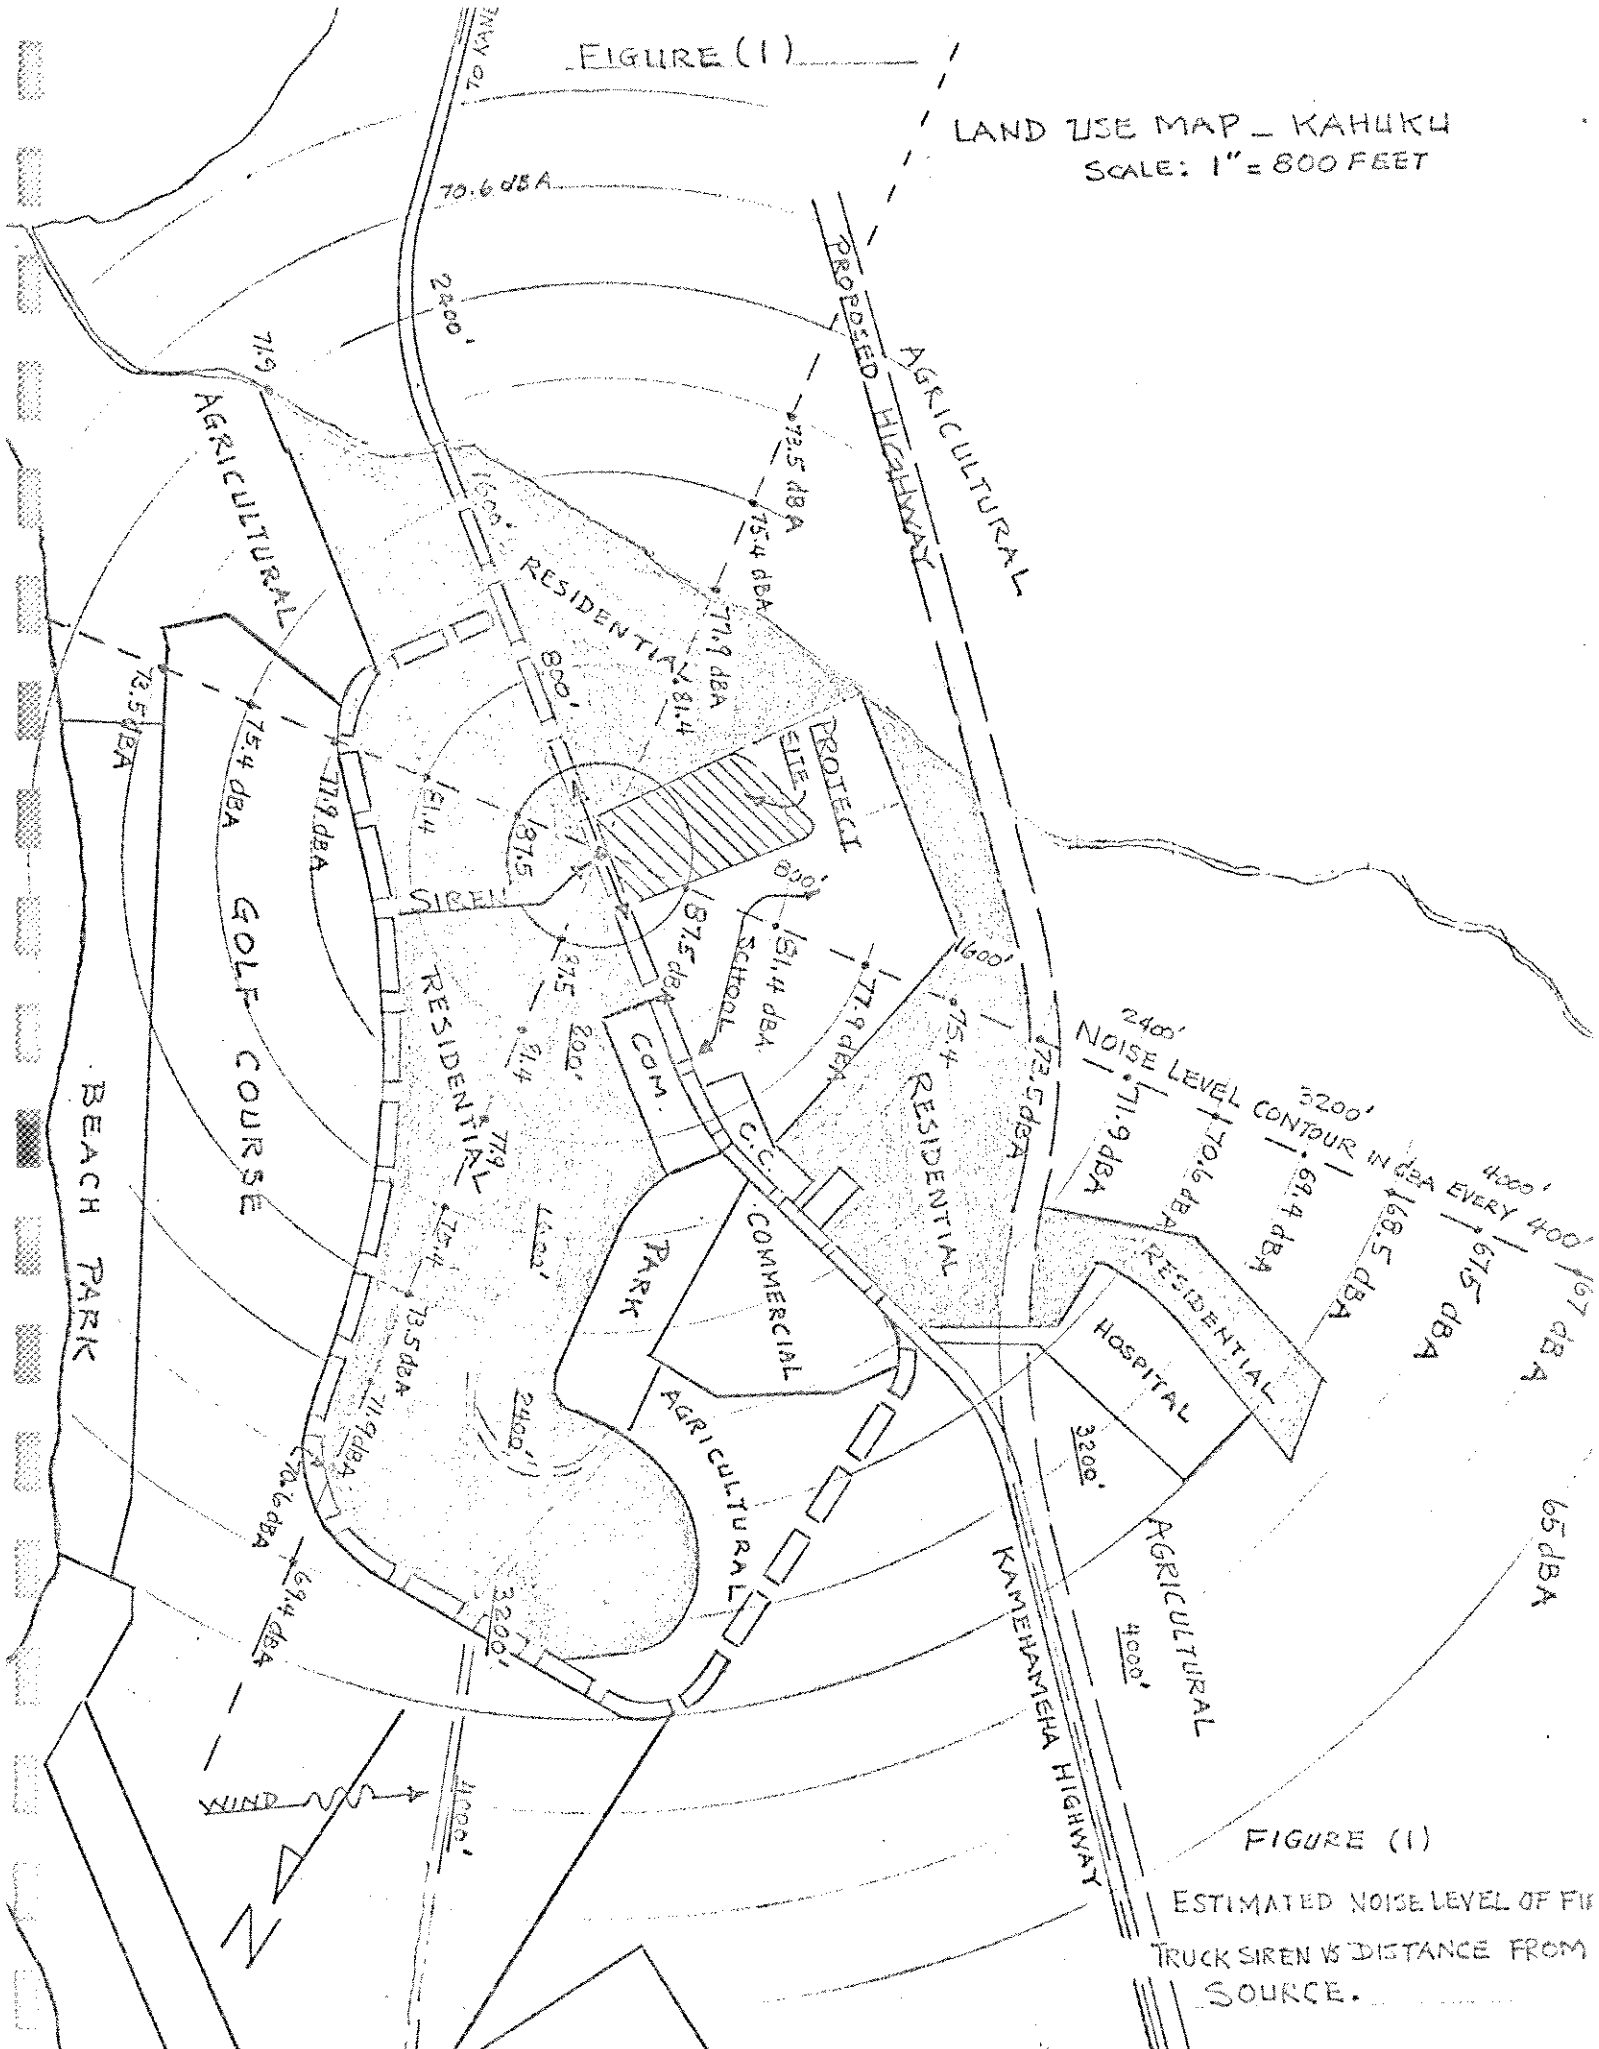 FIGURE (1)
LAND USE MAP _ KAHUKU
SCALE: 1" = 800 FEET
70.6 dBA
2400'
71.9
AGRICULTURAL
PROPOSED HIGHWAY
AGRICULTURAL
73.5 dBA
75.4 dBA
77.9 dBA
81.4
1600'
RESIDENTIAL
800'
PROJECT
SITE
73.5 dBA
75.4 dBA
77.9 dBA
81.4
87.5
SIREN
GOLF COURSE
BEACH PARK
RESIDENTIAL
87.5
81.4
800'
77.9
75.4
73.5 dBA
71.9 dBA
70.6 dBA
69.4 dBA
87.5 dBA
SCHOOL
800'
81.4 dBA
77.9 dBA
1600'
75.4
73.5 dBA
RESIDENTIAL
COM.
C.C.
COMMERCIAL
PARK
AGRICULTURAL
2400'
3200'
4000'
2400'
3200'
4000'
NOISE LEVEL CONTOUR IN dBA EVERY 400'
71.9 dBA
70.6 dBA
69.4 dBA
68.5 dBA
67.5 dBA
67 dBA
65 dBA
RESIDENTIAL
HOSPITAL
3200'
AGRICULTURAL
4000'
KAMEHAMEHA HIGHWAY
WIND
N
FIGURE (1)
ESTIMATED NOISE LEVEL OF
TRUCK SIREN VS DISTANCE FROM
SOURCE.